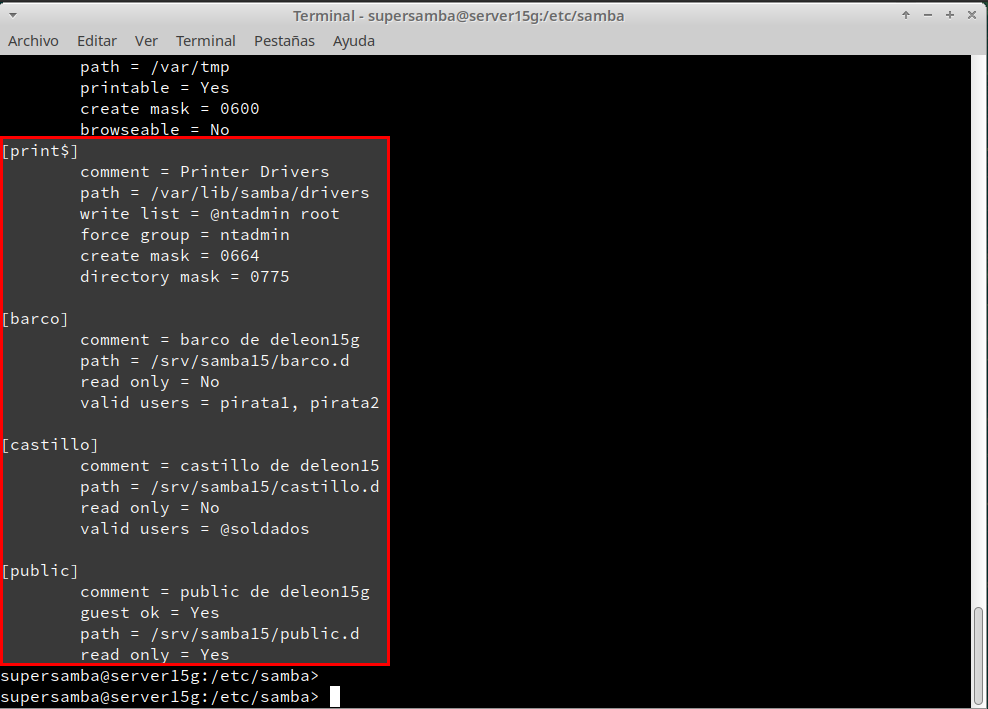 Terminal - supersamba@server15g:/etc/samba
Archivo Editar Ver Terminal Pestañas Ayuda
path = /var/tmp
printable = Yes
create mask = 0600
browseable = No
[print$]
comment = Printer Drivers
path = /var/lib/samba/drivers
write list = @ntadmin root
force group = ntadmin
create mask = 0664
directory mask = 0775
[barco]
comment = barco de deleon15g
path = /srv/samba15/barco.d
read only = No
valid users = pirata1, pirata2
[castillo]
comment = castillo de deleon15
path = /srv/samba15/castillo.d
read only = No
valid users = @soldados
[public]
comment = public de deleon15g
guest ok = Yes
path = /srv/samba15/public.d
read only = Yes
supersamba@server15g:/etc/samba>
supersamba@server15g:/etc/samba>